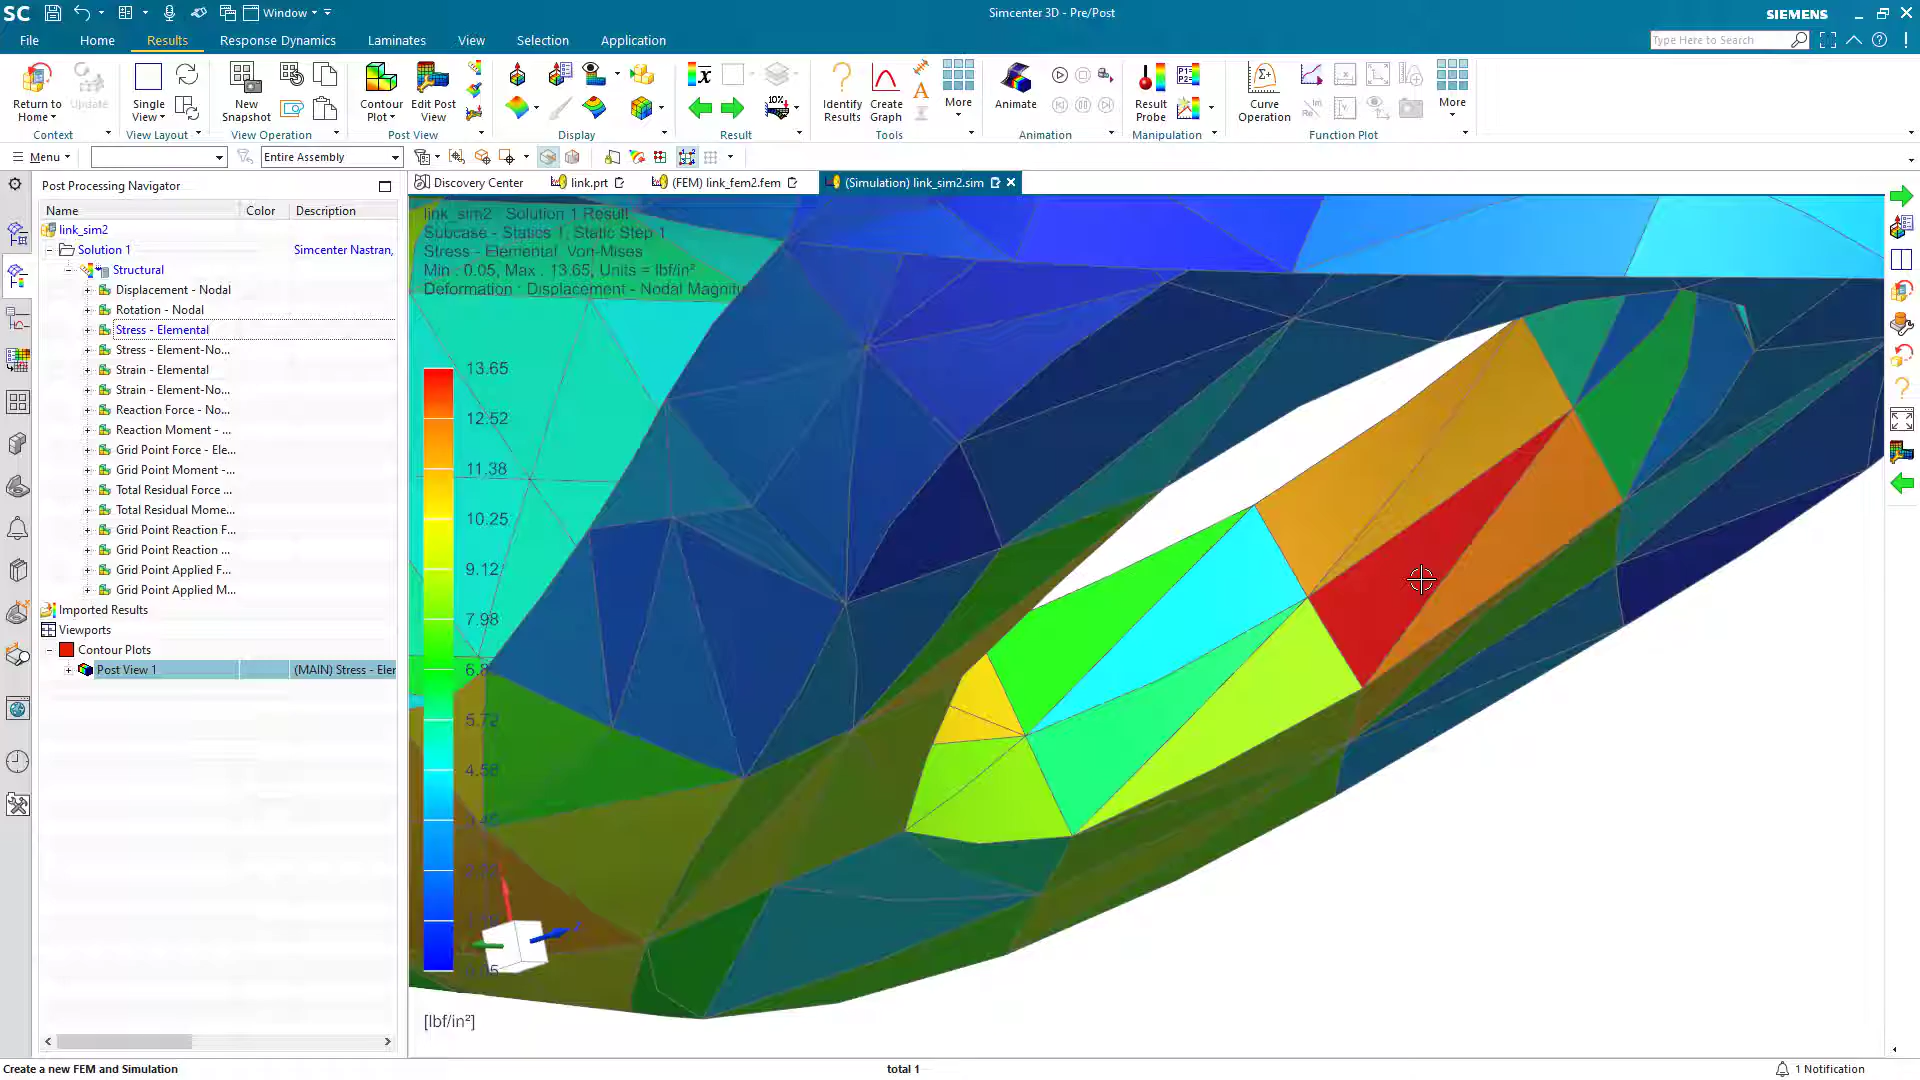 SC Window Simcenter 3D - Pre/Post SIEMENS
File Home Results Response Dynamics Laminates View Selection Application Type Here to Search
Return to Home Update Single View New Snapshot Contour Plot Edit Post View 10% Identify Results Create Graph More Animate Result Probe Curve Operation More
Context View Layout View Operation Post View Display Result Tools Animation Manipulation Function Plot
Menu Entire Assembly
Post Processing Navigator
Discovery Center link.prt (FEM) link_fem2.fem (Simulation) link_sim2.sim
Name Color Description
link_sim2
Solution 1 Simcenter Nastran,
Structural
Displacement - Nodal
Rotation - Nodal
Stress - Elemental
Stress - Element-No...
Strain - Elemental
Strain - Element-No...
Reaction Force - No...
Reaction Moment - ...
Grid Point Force - Ele...
Grid Point Moment -...
Total Residual Force ...
Total Residual Mome...
Grid Point Reaction F...
Grid Point Reaction ...
Grid Point Applied F...
Grid Point Applied M...
Imported Results
Viewports
Contour Plots
Post View 1 (MAIN) Stress - Eler
link_sim2 : Solution 1 Result
Subcase - Statics 1, Static Step 1
Stress - Elemental, Von-Mises
Min : 0.05, Max : 13.65, Units = lbf/in²
Deformation : Displacement - Nodal Magnitu
13.65
12.52
11.38
10.25
9.12
7.98
5.72
4.58
[lbf/in²]
Create a new FEM and Simulation total 1 1 Notification